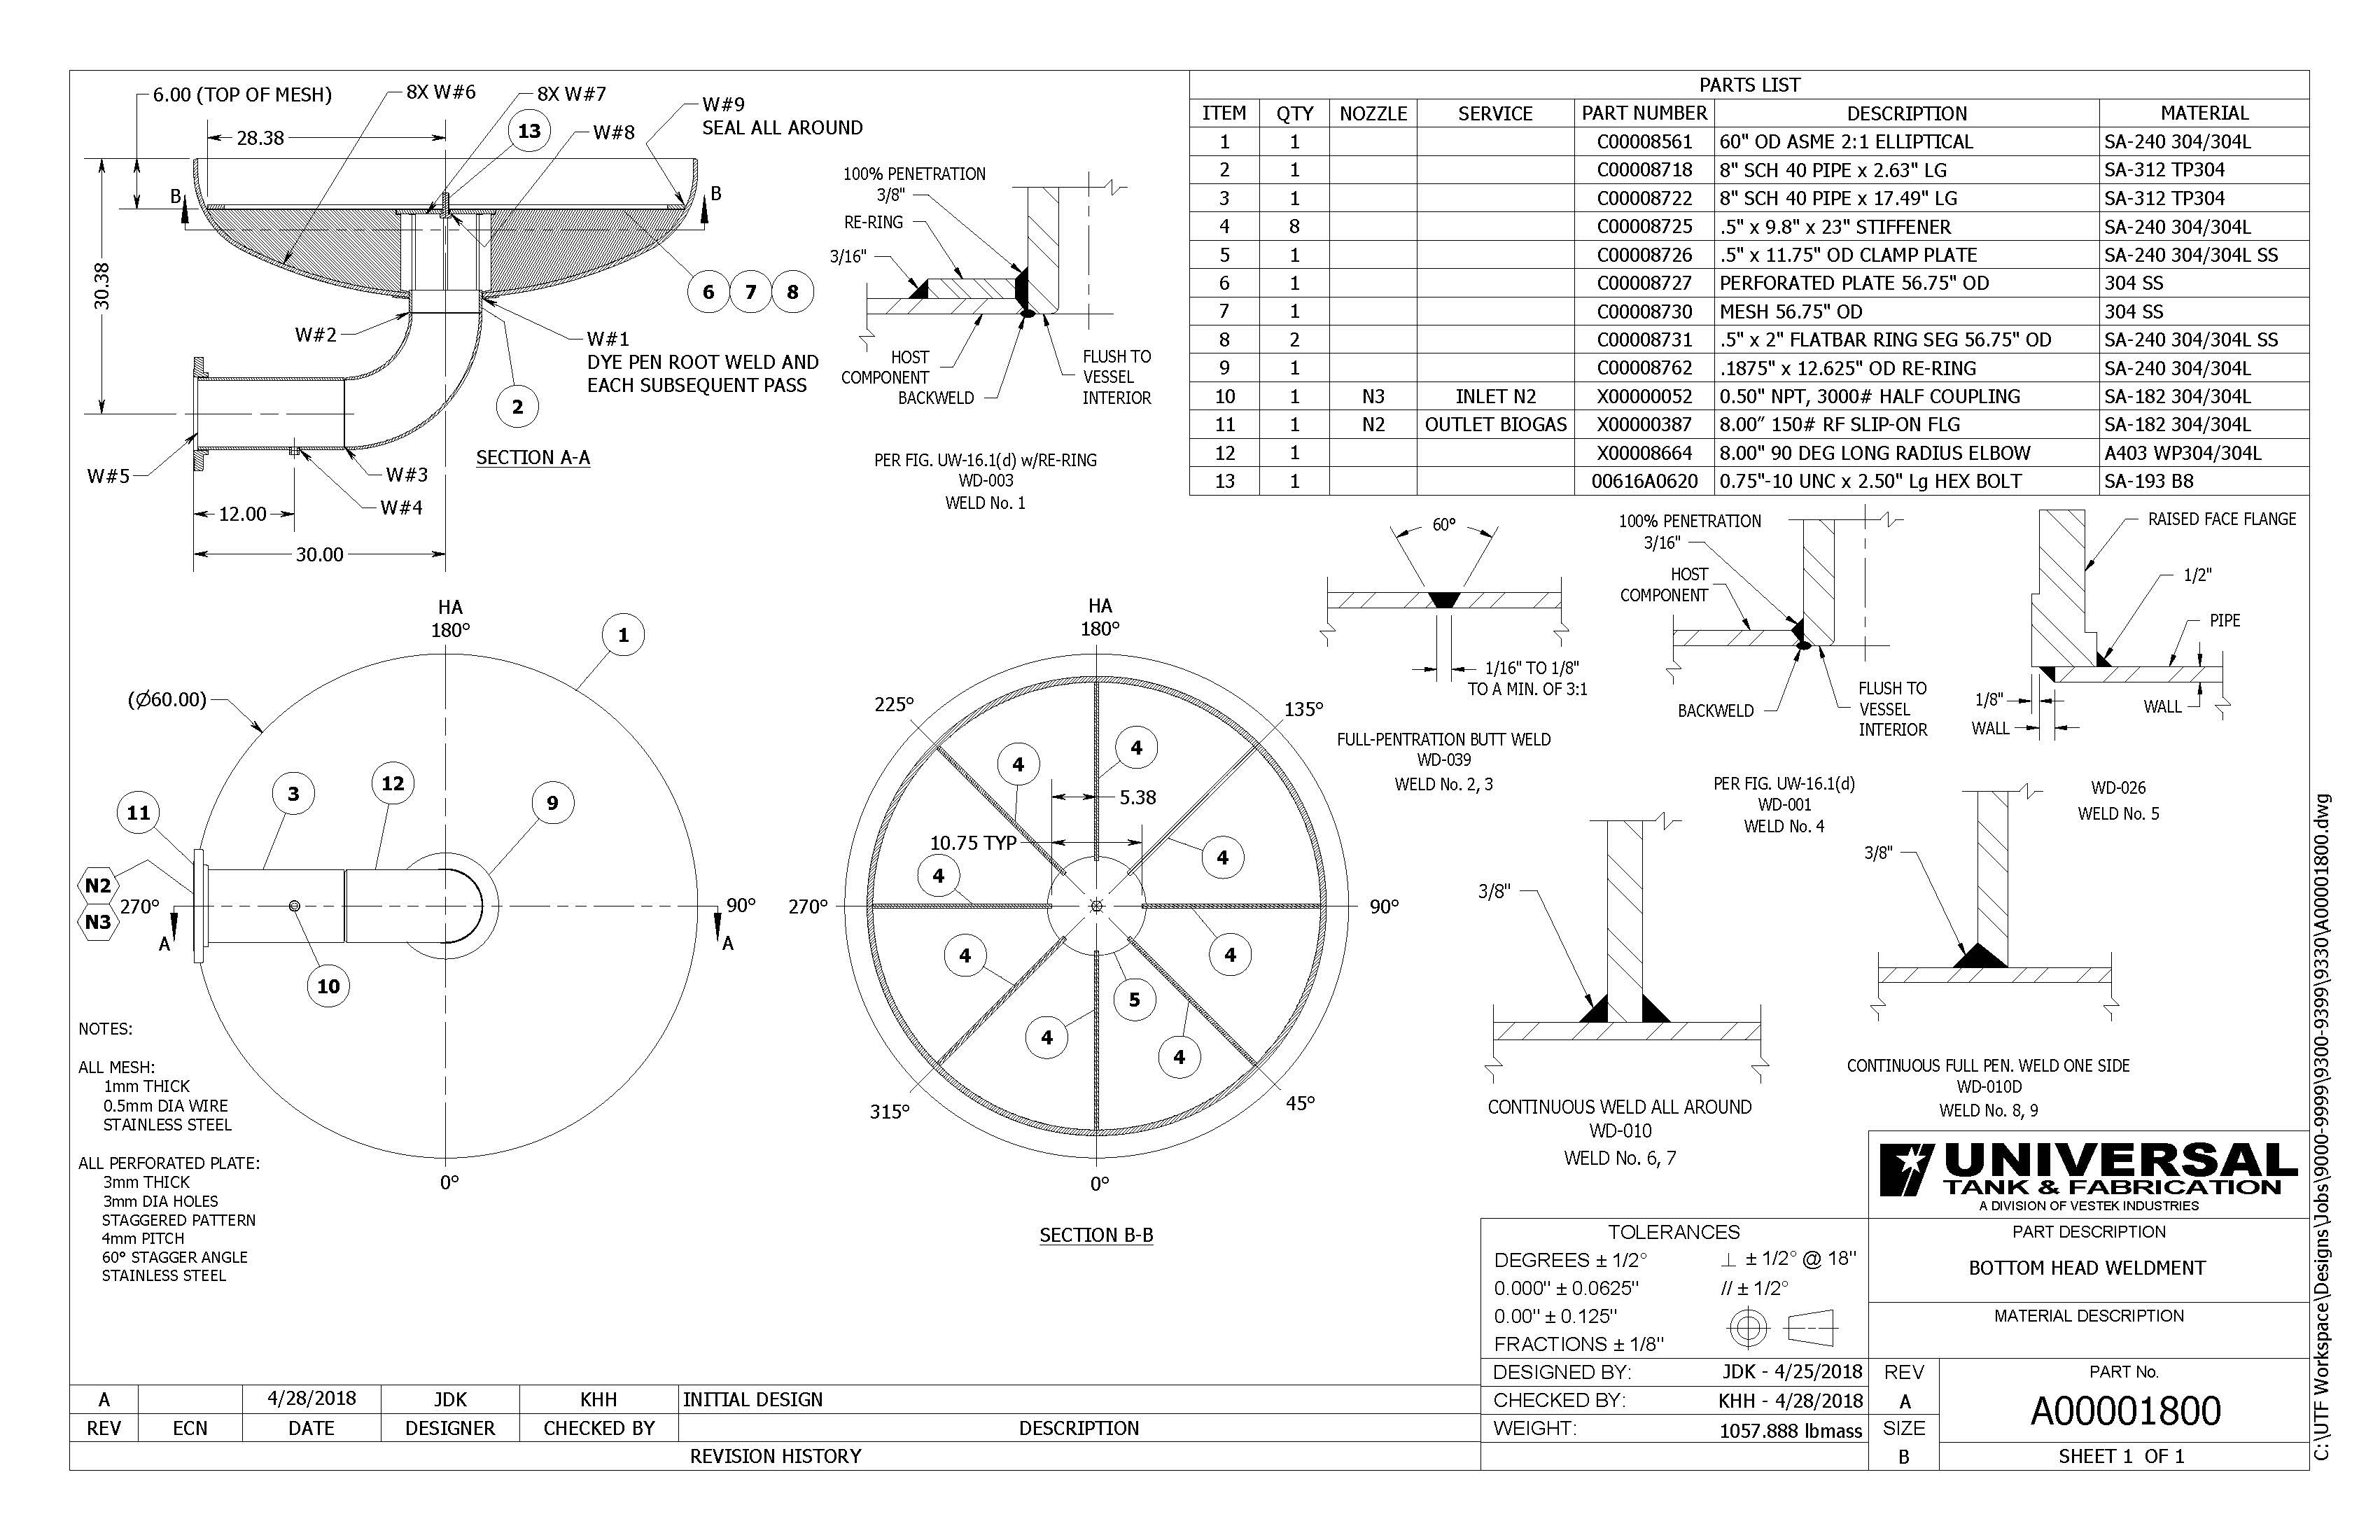 6.00 (TOP OF MESH)
8X W#6
8X W#7
W#9
SEAL ALL AROUND
13
W#8
28.38
B
B
30.38
6 7 8
W#2
W#1
DYE PEN ROOT WELD AND
EACH SUBSEQUENT PASS
2
SECTION A-A
W#5
W#3
W#4
12.00
30.00
100% PENETRATION
3/8"
RE-RING
3/16"
HOST
COMPONENT
BACKWELD
FLUSH TO
VESSEL
INTERIOR
PER FIG. UW-16.1(d) w/RE-RING
WD-003
WELD No. 1
PARTS LIST
ITEM QTY NOZZLE SERVICE PART NUMBER DESCRIPTION MATERIAL
1 1 C00008561 60" OD ASME 2:1 ELLIPTICAL SA-240 304/304L
2 1 C00008718 8" SCH 40 PIPE x 2.63" LG SA-312 TP304
3 1 C00008722 8" SCH 40 PIPE x 17.49" LG SA-312 TP304
4 8 C00008725 .5" x 9.8" x 23" STIFFENER SA-240 304/304L
5 1 C00008726 .5" x 11.75" OD CLAMP PLATE SA-240 304/304L SS
6 1 C00008727 PERFORATED PLATE 56.75" OD 304 SS
7 1 C00008730 MESH 56.75" OD 304 SS
8 2 C00008731 .5" x 2" FLATBAR RING SEG 56.75" OD SA-240 304/304L SS
9 1 C00008762 .1875" x 12.625" OD RE-RING SA-240 304/304L
10 1 N3 INLET N2 X00000052 0.50" NPT, 3000# HALF COUPLING SA-182 304/304L
11 1 N2 OUTLET BIOGAS X00000387 8.00″ 150# RF SLIP-ON FLG SA-182 304/304L
12 1 X00008664 8.00" 90 DEG LONG RADIUS ELBOW A403 WP304/304L
13 1 00616A0620 0.75"-10 UNC x 2.50" Lg HEX BOLT SA-193 B8
HA
180°
1
(Ø60.00)
11
3
12
9
N2
N3
270°
90°
A
A
10
0°
HA
180°
225°
135°
4
4
5.38
10.75 TYP
4
4
270°
90°
4
4
5
4
4
315°
45°
0°
SECTION B-B
60°
1/16" TO 1/8"
TO A MIN. OF 3:1
FULL-PENTRATION BUTT WELD
WD-039
WELD No. 2, 3
100% PENETRATION
3/16"
HOST
COMPONENT
BACKWELD
FLUSH TO
VESSEL
INTERIOR
PER FIG. UW-16.1(d)
WD-001
WELD No. 4
RAISED FACE FLANGE
1/2"
PIPE
1/8"
WALL
WALL
WD-026
WELD No. 5
3/8"
CONTINUOUS WELD ALL AROUND
WD-010
WELD No. 6, 7
3/8"
CONTINUOUS FULL PEN. WELD ONE SIDE
WD-010D
WELD No. 8, 9
NOTES:
ALL MESH:
1mm THICK
0.5mm DIA WIRE
STAINLESS STEEL
ALL PERFORATED PLATE:
3mm THICK
3mm DIA HOLES
STAGGERED PATTERN
4mm PITCH
60° STAGGER ANGLE
STAINLESS STEEL
UNIVERSAL
TANK & FABRICATION
A DIVISION OF VESTEK INDUSTRIES
TOLERANCES
DEGREES ± 1/2° ⊥ ± 1/2° @ 18"
0.000" ± 0.0625" // ± 1/2°
0.00" ± 0.125"
FRACTIONS ± 1/8"
PART DESCRIPTION
BOTTOM HEAD WELDMENT
MATERIAL DESCRIPTION
DESIGNED BY: JDK - 4/25/2018
CHECKED BY: KHH - 4/28/2018
WEIGHT: 1057.888 lbmass
REV
A
SIZE
B
PART No.
A00001800
SHEET 1 OF 1
A 4/28/2018 JDK KHH INITIAL DESIGN
REV ECN DATE DESIGNER CHECKED BY DESCRIPTION
REVISION HISTORY
C:\UTF Workspace\Designs\Jobs\9000-9999\9300-9399\9330\A00001800.dwg